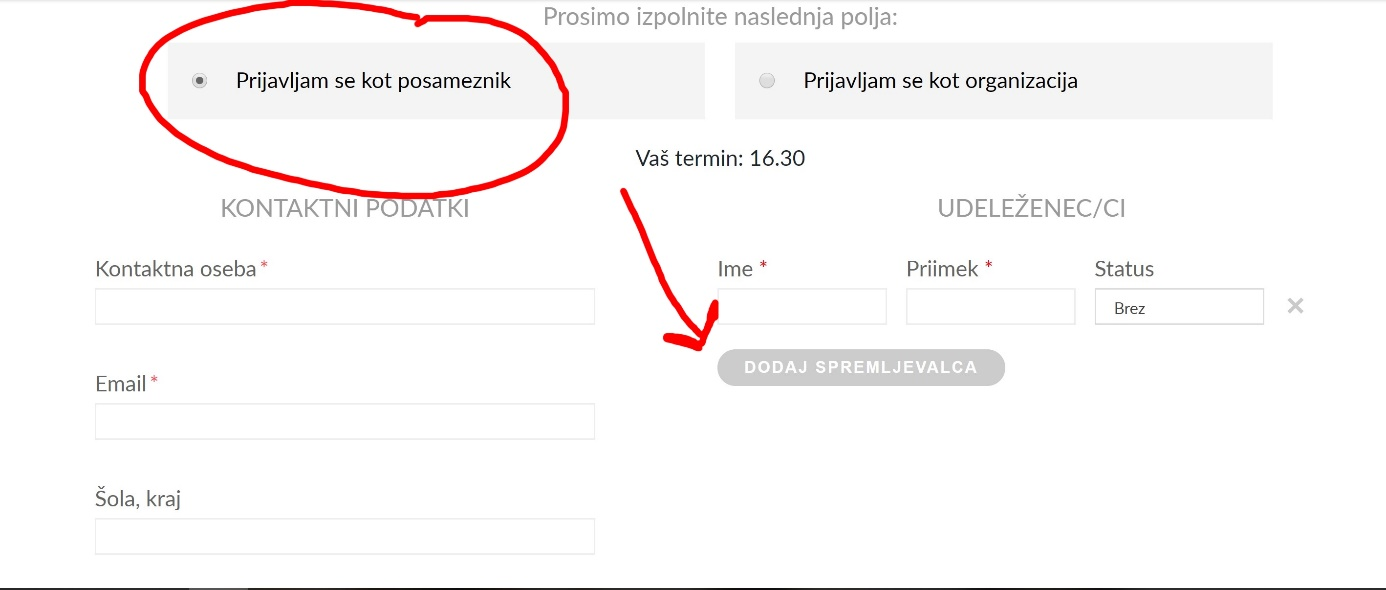 Prosimo izpolnite naslednja polja:
Prijavljam se kot posameznik
Prijavljam se kot organizacija
Vaš termin: 16.30
KONTAKTNI PODATKI
Kontaktna oseba *
Email *
Šola, kraj
UDELEŽENEC/CI
Ime * Priimek * Status
Brez
DODAJ SPREMLJEVALCA